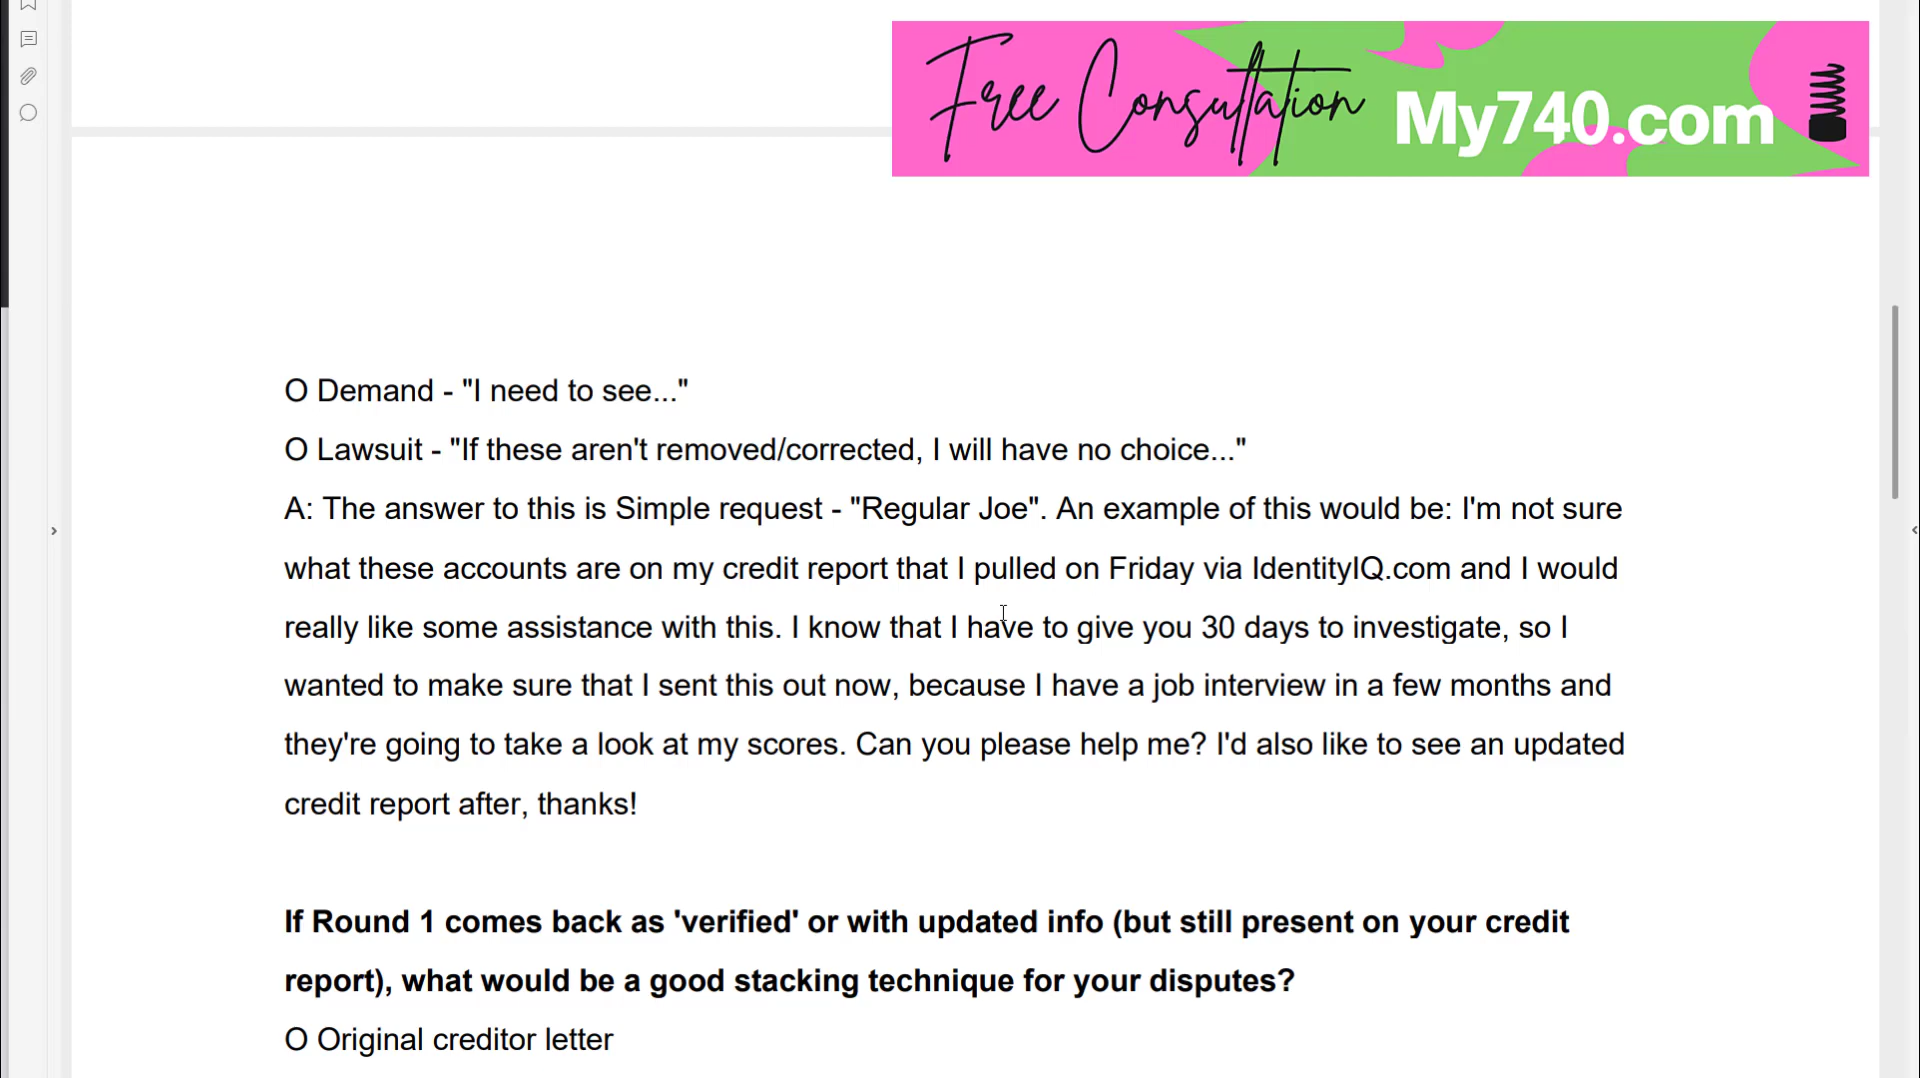 Free Consultation My740.com
O Demand - "I need to see..."
O Lawsuit - "If these aren't removed/corrected, I will have no choice..."
A: The answer to this is Simple request - "Regular Joe". An example of this would be: I'm not sure
what these accounts are on my credit report that I pulled on Friday via IdentityIQ.com and I would
really like some assistance with this. I know that I have to give you 30 days to investigate, so I
wanted to make sure that I sent this out now, because I have a job interview in a few months and
they're going to take a look at my scores. Can you please help me? I'd also like to see an updated
credit report after, thanks!
If Round 1 comes back as 'verified' or with updated info (but still present on your credit
report), what would be a good stacking technique for your disputes?
O Original creditor letter